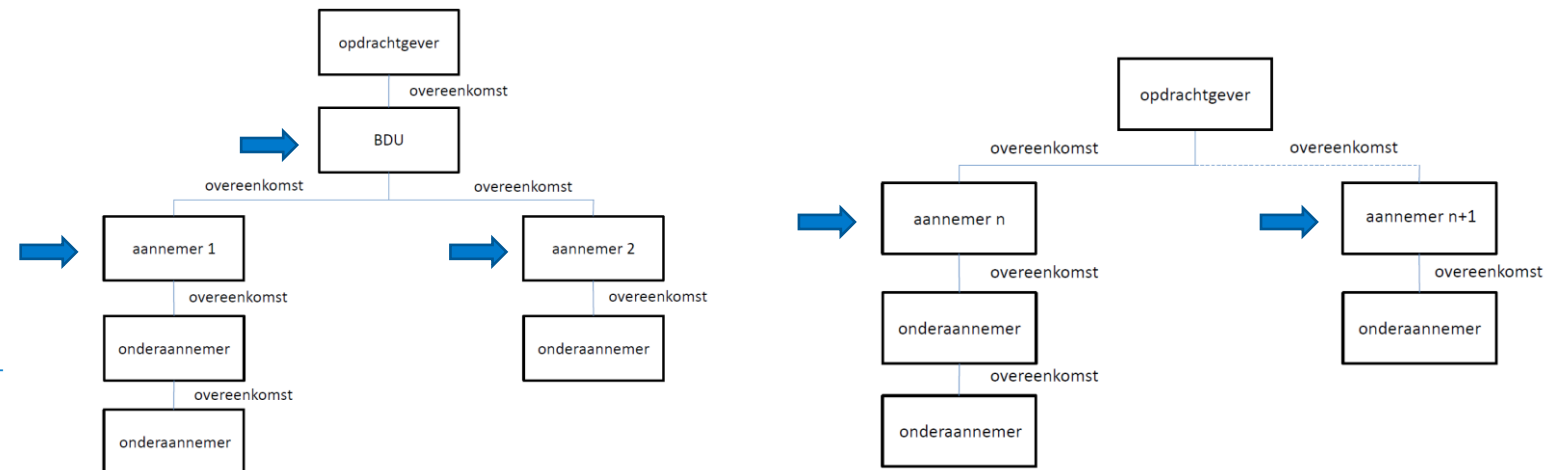 opdrachtgever
overeenkomst
BDU
overeenkomst
overeenkomst
aannemer 1
aannemer 2
overeenkomst
overeenkomst
onderaannemer
onderaannemer
overeenkomst
onderaannemer
opdrachtgever
overeenkomst
overeenkomst
aannemer n
aannemer n+1
overeenkomst
overeenkomst
onderaannemer
onderaannemer
overeenkomst
onderaannemer